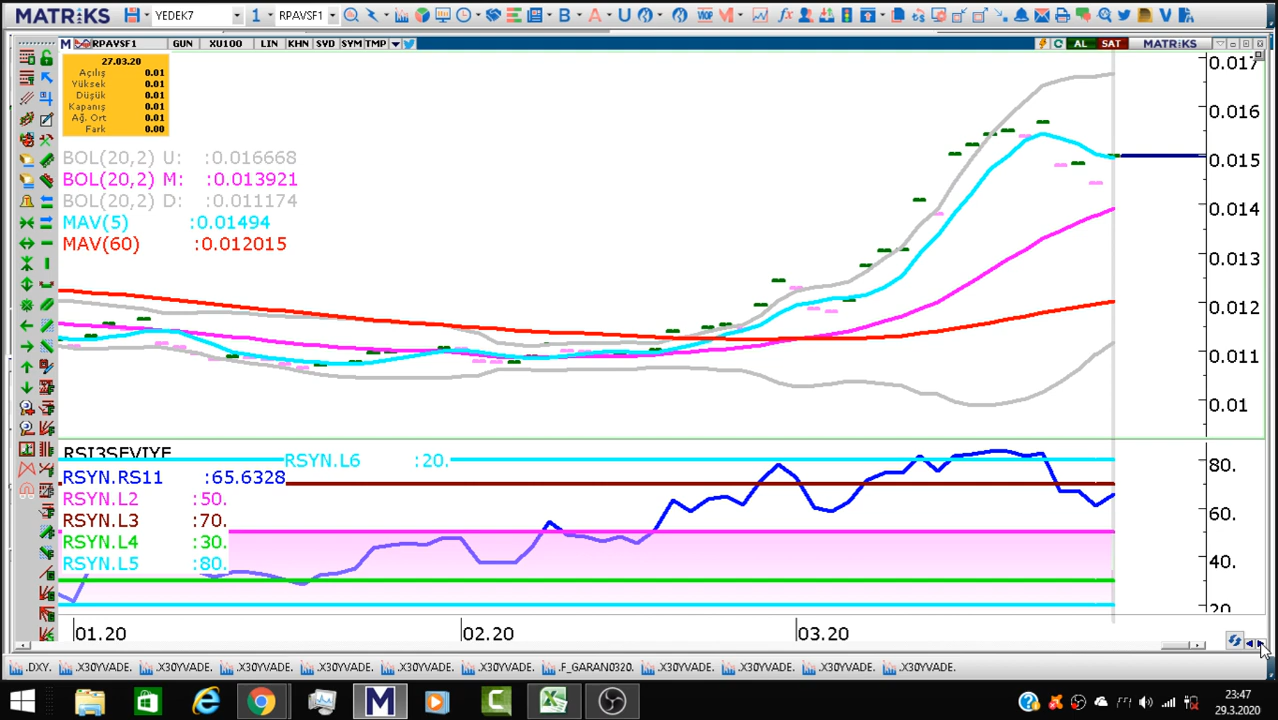 MATRIKS
YEDEK7
1
RPAVSF1
B
A
U
WOP
M
fx
V
M
RPAVSF1
GUN
XU100
LIN
KHN
SVD
SYM
TMP
AL
SAT
MATRIKS
27.03.20
Açılış 0.01
Yüksek 0.01
Düşük 0.01
Kapanış 0.01
Ağ. Ort 0.01
Fark 0.00
BOL(20,2) U: :0.016668
BOL(20,2) M: :0.013921
BOL(20,2) D: :0.011174
MAV(5) :0.01494
MAV(60) :0.012015
0.017
0.016
0.015
0.014
0.013
0.012
0.011
0.01
RSI3SEVIYE
RSYN.L6 :20.
RSYN.RS11 :65.6328
RSYN.L2 :50.
RSYN.L3 :70.
RSYN.L4 :30.
RSYN.L5 :80.
80.
60.
40.
20.
01.20
02.20
03.20
.DXY.
.X30YVADE.
.X30YVADE.
.X30YVADE.
.X30YVADE.
.X30YVADE.
.X30YVADE.
.F_GARAN0320.
.X30YVADE.
.X30YVADE.
.X30YVADE.
.X30YVADE.
23:47
29.3.2020